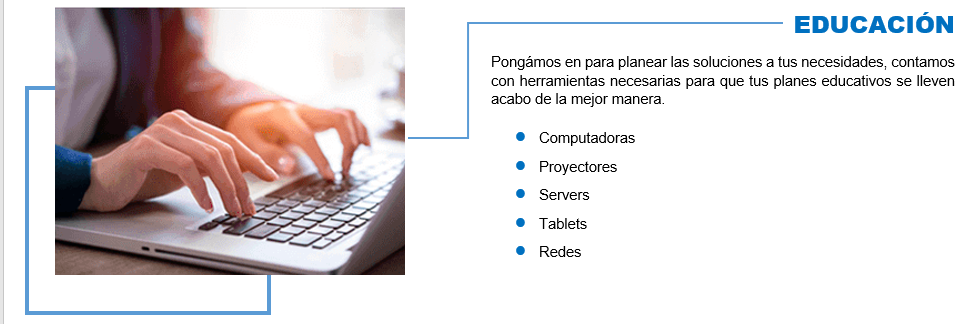 EDUCACIÓN
Pongámos en para planear las soluciones a tus necesidades, contamos
con herramientas necesarias para que tus planes educativos se lleven
acabo de la mejor manera.
Computadoras
Proyectores
Servers
Tablets
Redes